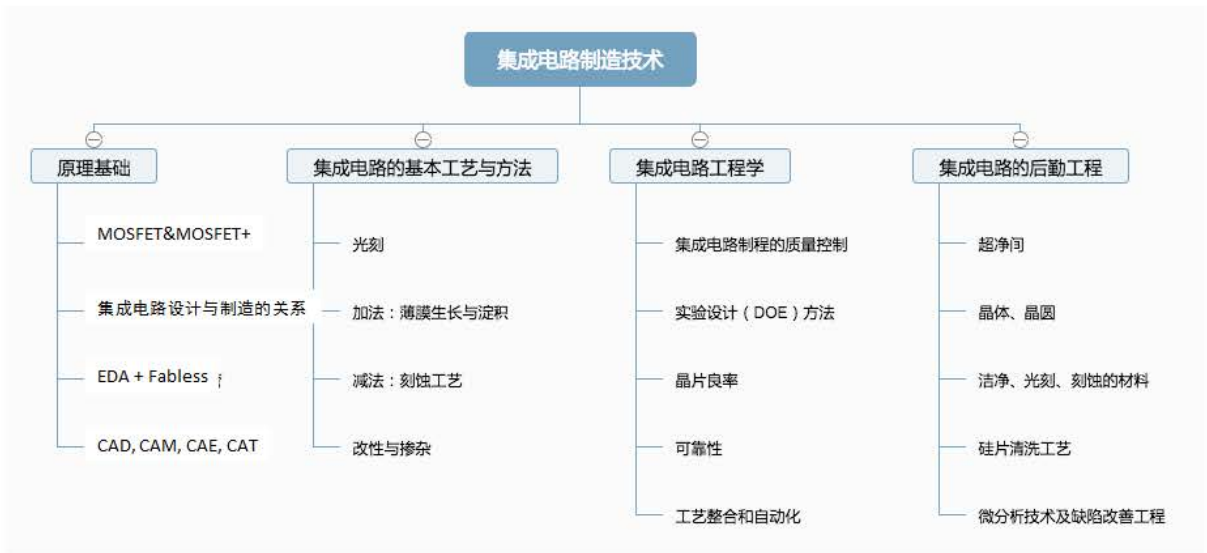 集成电路制造技术
原理基础
MOSFET&MOSFET+
集成电路设计与制造的关系
EDA + Fabless
CAD, CAM, CAE, CAT
集成电路的基本工艺与方法
光刻
加法：薄膜生长与淀积
减法：刻蚀工艺
改性与掺杂
集成电路工程学
集成电路制程的质量控制
实验设计（DOE）方法
晶片良率
可靠性
工艺整合和自动化
集成电路的后勤工程
超净间
晶体、晶圆
洁净、光刻、刻蚀的材料
硅片清洗工艺
微分析技术及缺陷改善工程